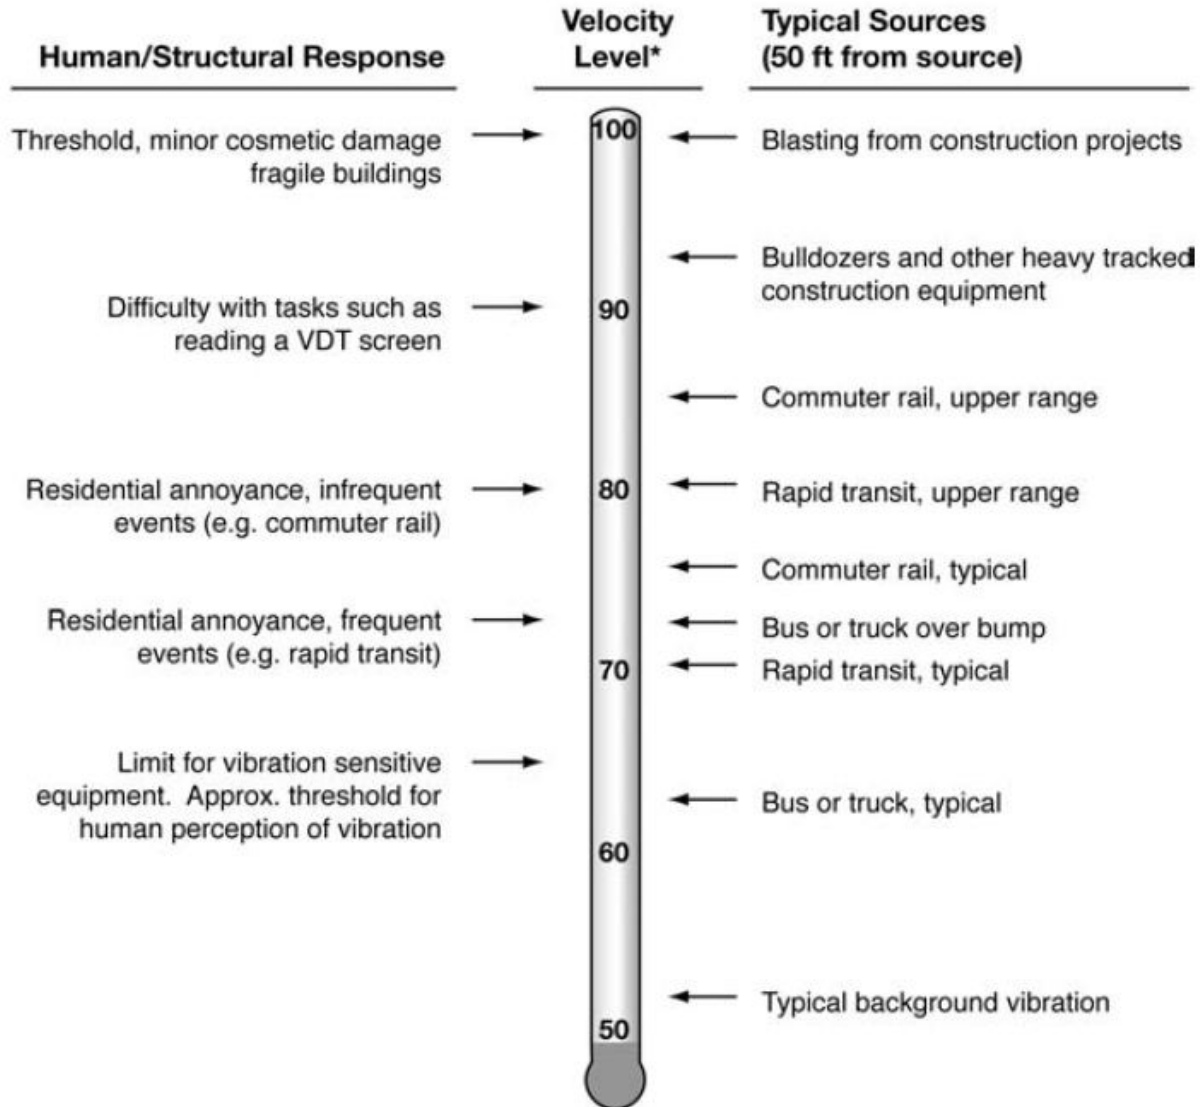 Human/Structural Response
Velocity
Level*
Typical Sources
(50 ft from source)
Threshold, minor cosmetic damage
fragile buildings
100
Blasting from construction projects
Bulldozers and other heavy tracked
construction equipment
Difficulty with tasks such as
reading a VDT screen
90
Commuter rail, upper range
Residential annoyance, infrequent
events (e.g. commuter rail)
80
Rapid transit, upper range
Commuter rail, typical
Residential annoyance, frequent
events (e.g. rapid transit)
Bus or truck over bump
70
Rapid transit, typical
Limit for vibration sensitive
equipment. Approx. threshold for
human perception of vibration
Bus or truck, typical
60
Typical background vibration
50